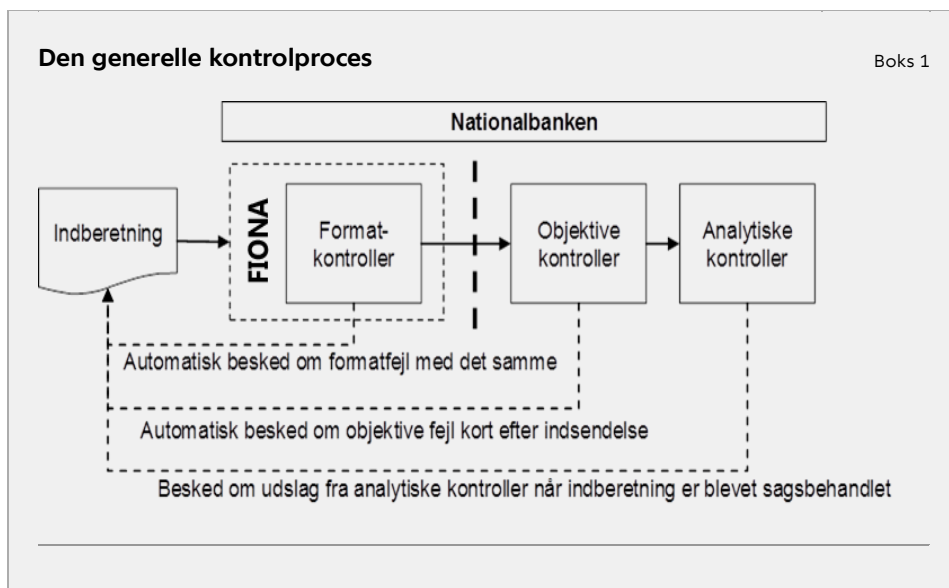 Den generelle kontrolproces
Boks 1
Nationalbanken
Indberetning
FIONA
Format-
kontroller
Objektive
kontroller
Analytiske
kontroller
Automatisk besked om formatfejl med det samme
Automatisk besked om objektive fejl kort efter indsendelse
Besked om udslag fra analytiske kontroller når indberetning er blevet sagsbehandlet